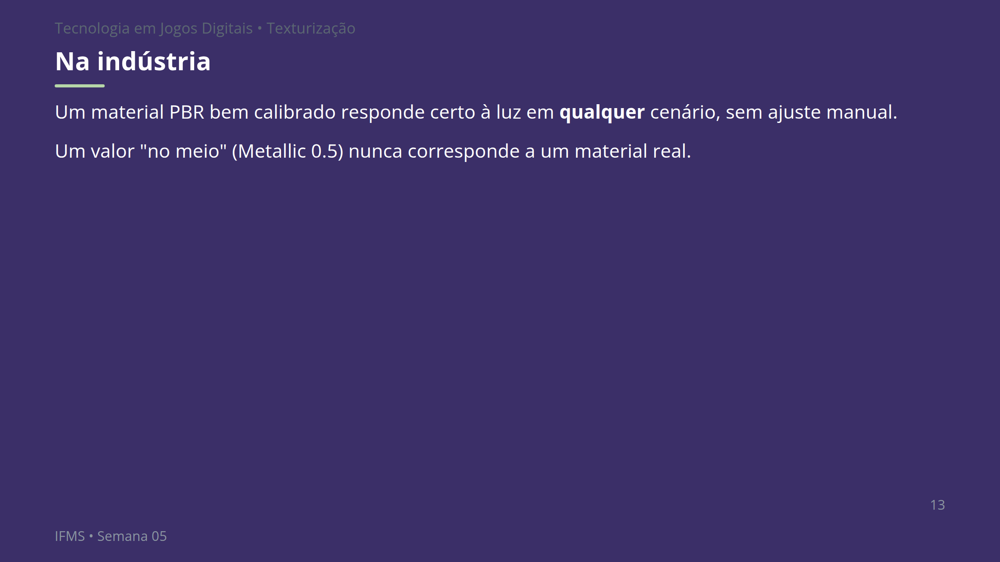 Tecnologia em Jogos Digitais • Texturização
Na indústria
Um material PBR bem calibrado responde certo à luz em qualquer cenário, sem ajuste manual.
Um valor "no meio" (Metallic 0.5) nunca corresponde a um material real.
13
IFMS • Semana 05